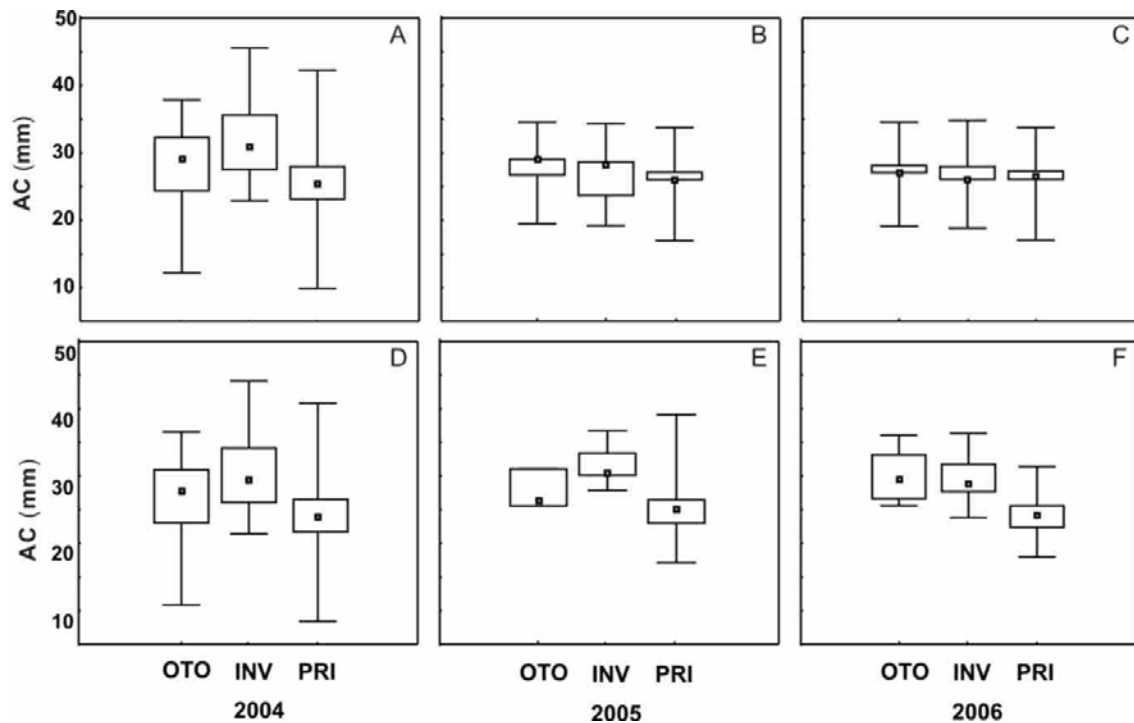 50
A
B
C
40
30
AC (mm)
20
10
50
D
E
F
40
30
AC (mm)
20
10
OTO INV PRI OTO INV PRI OTO INV PRI
2004 2005 2006